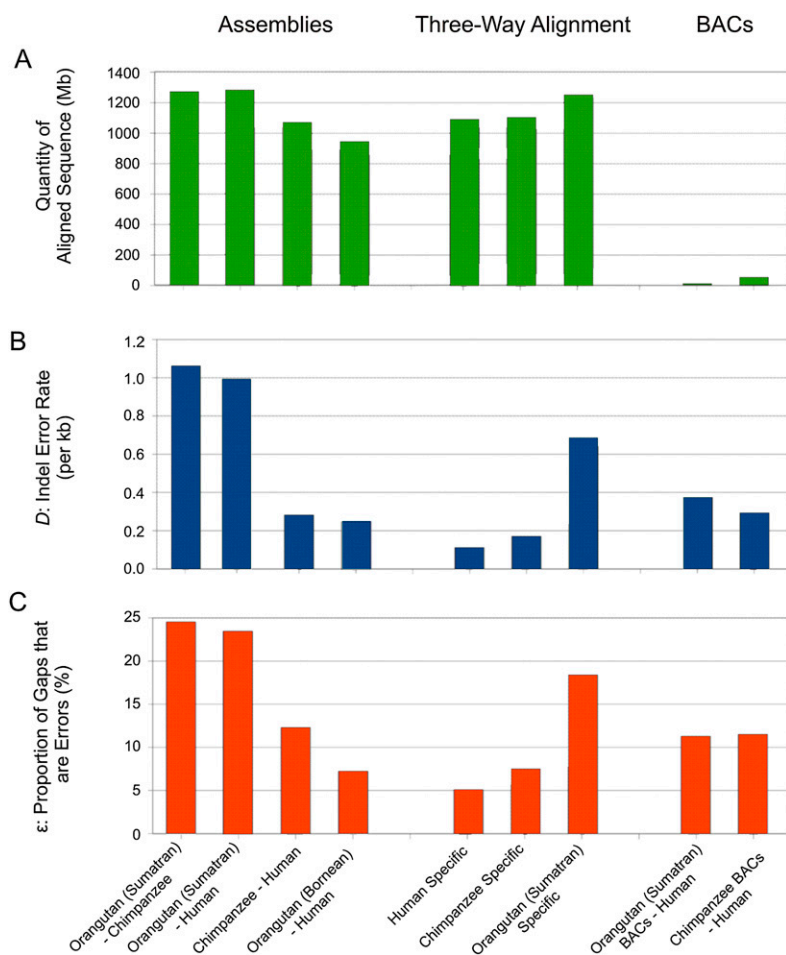 Assemblies
Three-Way Alignment
BACs
A
Quantity of
Aligned Sequence (Mb)
1400
1200
1000
800
600
400
200
0
B
D: Indel Error Rate
(per kb)
1.2
1.0
0.8
0.6
0.4
0.2
0.0
C
ε: Proportion of Gaps that
are Errors (%)
25
20
15
10
5
0
Orangutan (Sumatran)
- Chimpanzee
Orangutan (Sumatran)
- Human
Chimpanzee - Human
Orangutan (Bornean)
- Human
Human Specific
Chimpanzee Specific
Orangutan (Sumatran)
Specific
Orangutan (Sumatran)
BACs - Human
Chimpanzee BACs
- Human